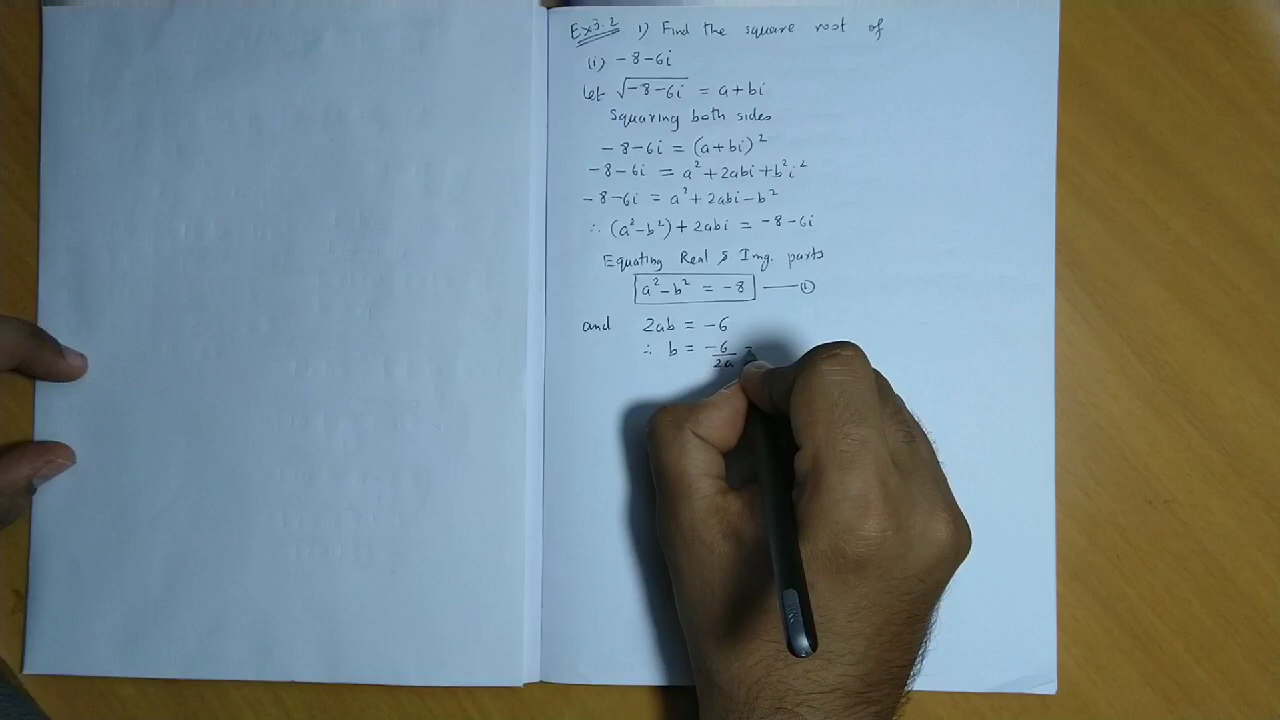 Ex 3.2 1) Find the square root of
(i) -8-6i
Let √-8-6i = a+bi
Squaring both sides
-8-6i = (a+bi)²
-8-6i = a² + 2abi + b²i²
-8-6i = a² + 2abi - b²
∴ (a²-b²) + 2abi = -8-6i
Equating Real & Img. parts
a²-b² = -8 —— ①
and 2ab = -6
∴ b = -6/2a =